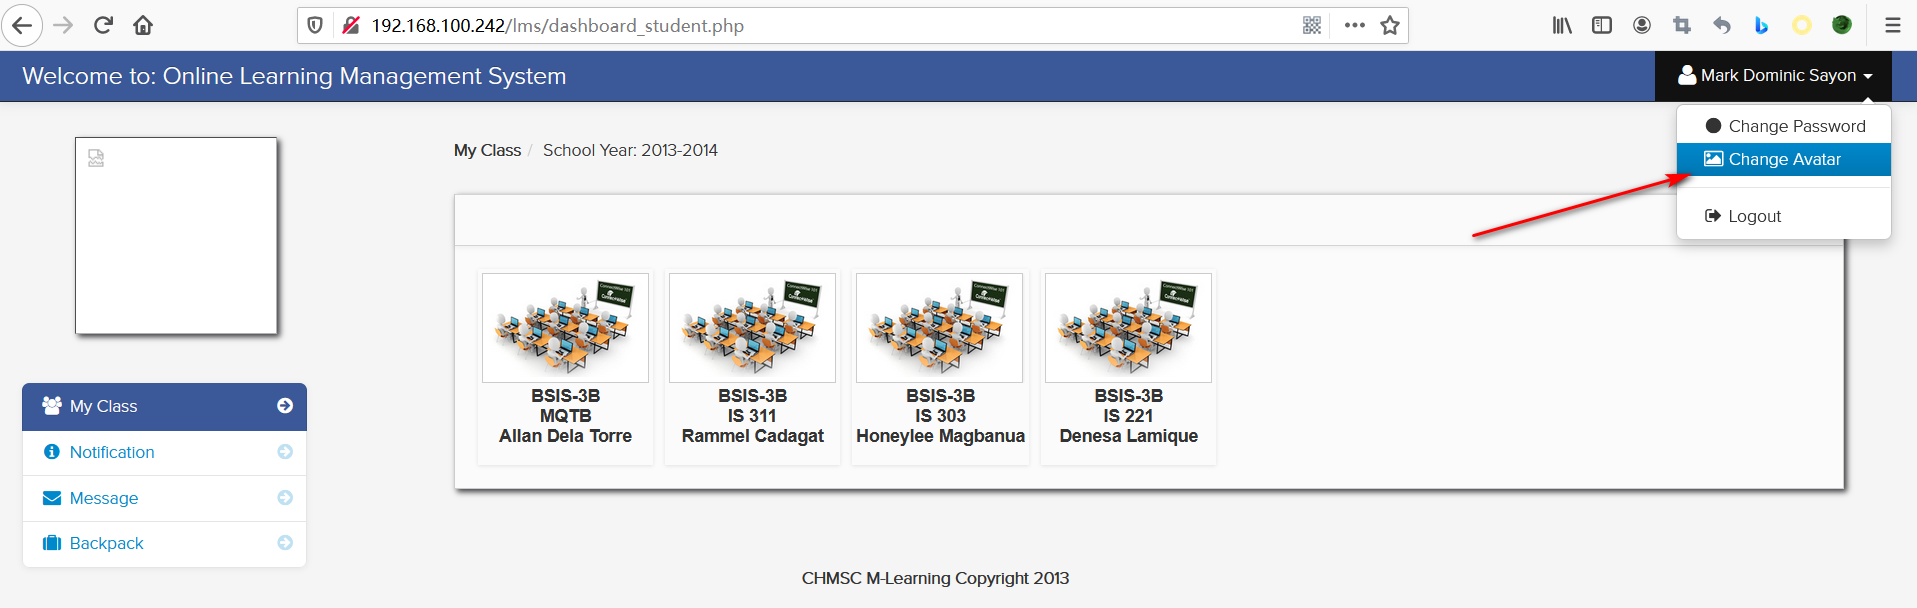 192.168.100.242/lms/dashboard_student.php
Welcome to: Online Learning Management System
Mark Dominic Sayon
Change Password
Change Avatar
Logout
My Class / School Year: 2013-2014
BSIS-3B
MQTB
Allan Dela Torre
BSIS-3B
IS 311
Rammel Cadagat
BSIS-3B
IS 303
Honeylee Magbanua
BSIS-3B
IS 221
Denesa Lamique
My Class
Notification
Message
Backpack
CHMSC M-Learning Copyright 2013